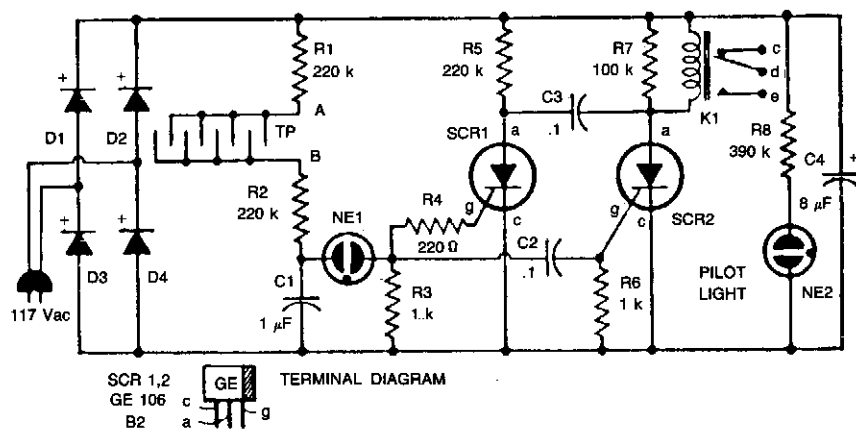 R1
220 k
R5
220 k
R7
100 k
+
+
D1
D2
A
TP
B
C3
.1
a
a
c
d
e
K1
SCR1
R8
390 k
C4
+
R2
220 k
NE1
R4
220 Ω
g
c
g
c
SCR2
8 µF
C2
.1
+
+
D3
D4
117 Vac
C1
1 µF
R3
1 k
R6
1 k
PILOT
LIGHT
NE2
SCR 1,2
GE 106
B2
c
a
GE
g
TERMINAL DIAGRAM